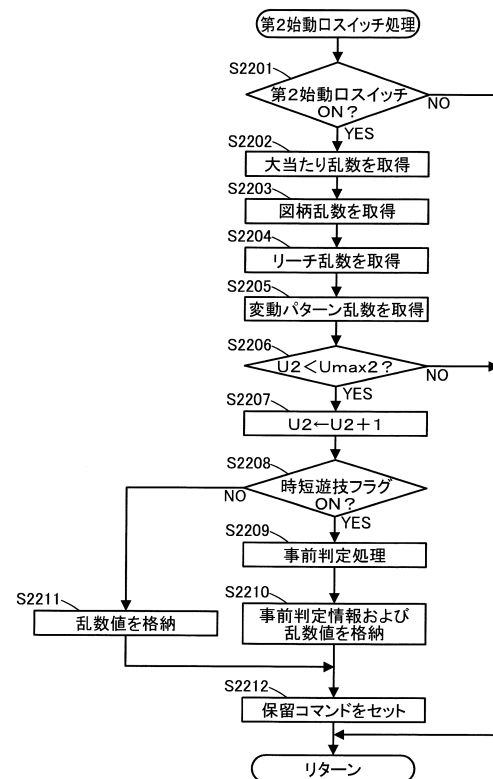 第2始動口スイッチ処理
S2201
第2始動口スイッチ
ON？
NO
YES
S2202
大当たり乱数を取得
S2203
図柄乱数を取得
S2204
リーチ乱数を取得
S2205
変動パターン乱数を取得
S2206
U2＜Umax2？
NO
YES
S2207
U2←U2＋1
S2208
時短遊技フラグ
ON？
NO
YES
S2209
事前判定処理
S2210
事前判定情報および
乱数値を格納
S2211
乱数値を格納
S2212
保留コマンドをセット
リターン